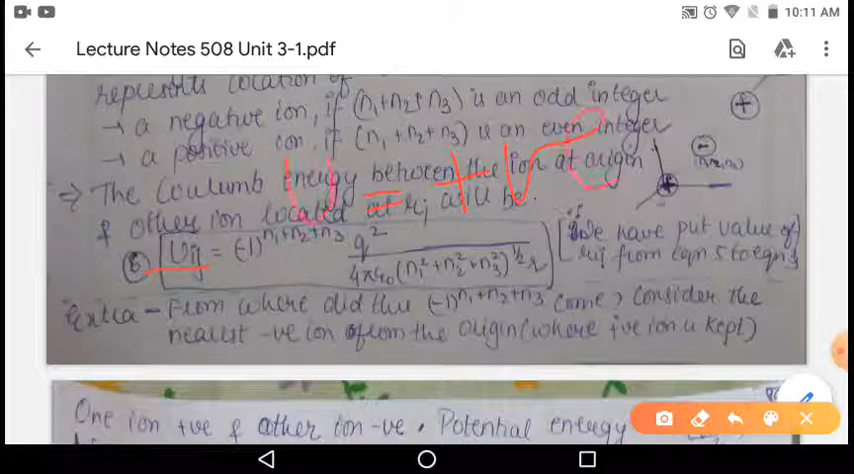 10:11 AM
Lecture Notes 508 Unit 3-1.pdf
represents location of
→ a negative ion, if (n1+n2+n3) is an odd integer
→ a positive ion, if (n1+n2+n3) is an even integer
⇒ The Coulumb energy between the ion at origin
& other ion located at rij will be.
6 Uij = (-1)^n1+n2+n3 q² / 4πε0(n1²+n2²+n3²)^½ r [We have put value of
rij from eqn 5 to eqn 3]
Extra - From where did this (-1)^n1+n2+n3 come? Consider the
nearest -ve ion from the origin (where +ve ion is kept)
One ion +ve & other ion -ve. Potential energy